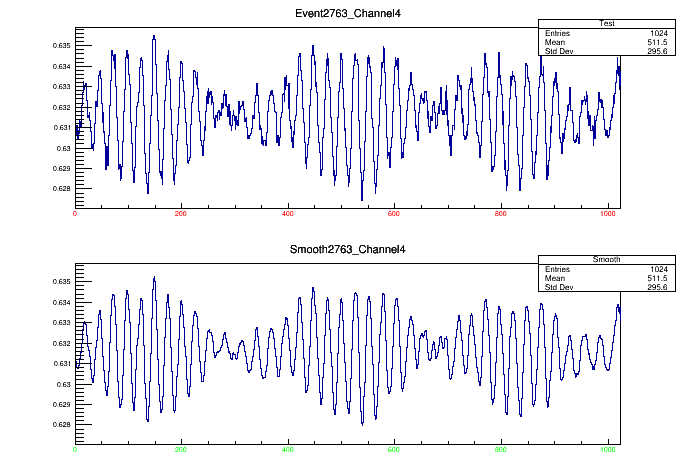 Event2763_Channel4
Test
Entries 1024
Mean 511.5
Std Dev 295.6
0.635
0.634
0.633
0.632
0.631
0.63
0.629
0.628
0 200 400 600 800 1000
Smooth2763_Channel4
Smooth
Entries 1024
Mean 511.5
Std Dev 295.6
0.635
0.634
0.633
0.632
0.631
0.63
0.629
0.628
0 200 400 600 800 1000